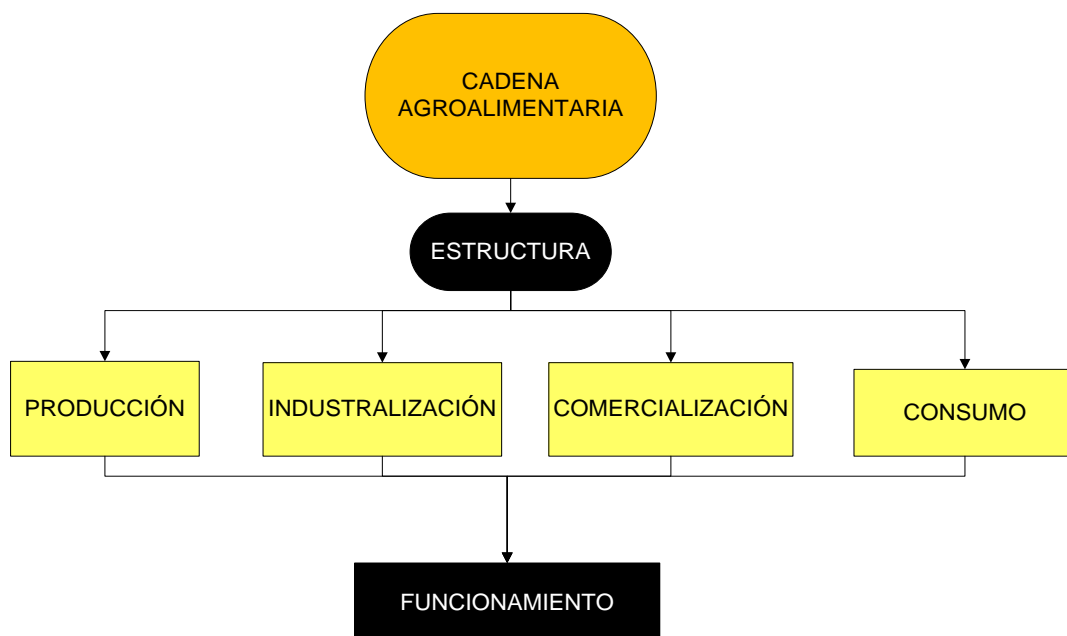 CADENA
AGROALIMENTARIA
ESTRUCTURA
PRODUCCIÓN
INDUSTRALIZACIÓN
COMERCIALIZACIÓN
CONSUMO
FUNCIONAMIENTO